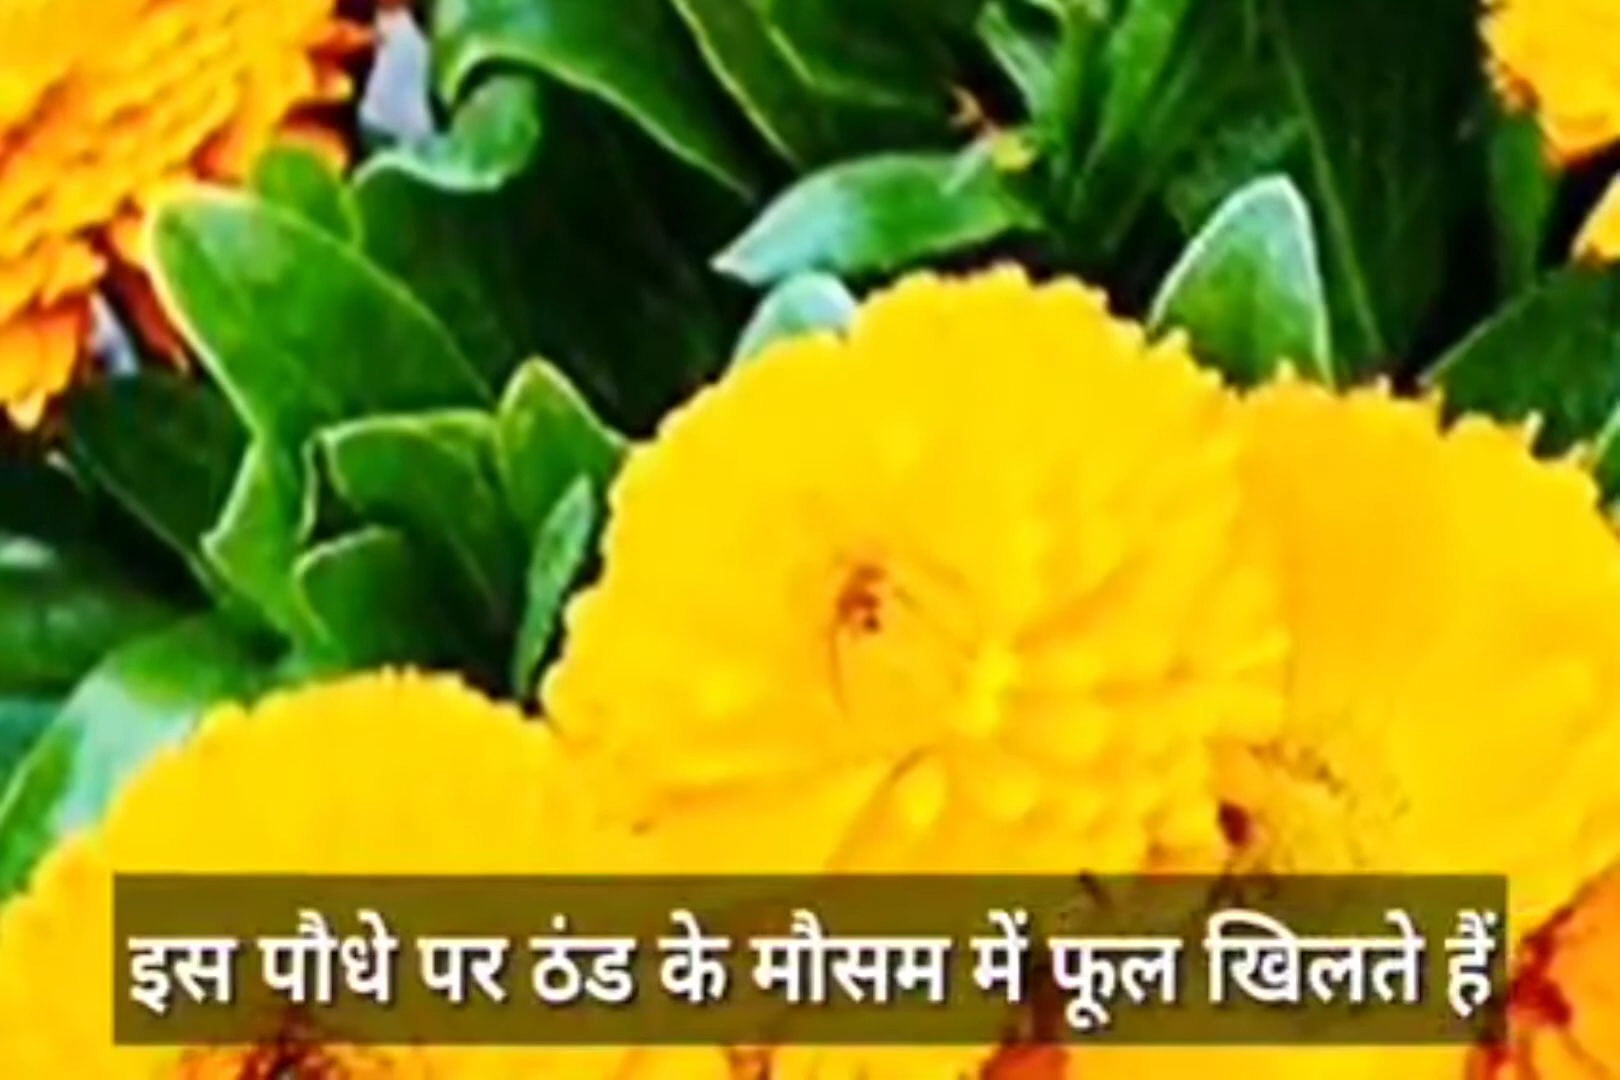 इस पौधे पर ठंड के मौसम में फूल खिलते हैं